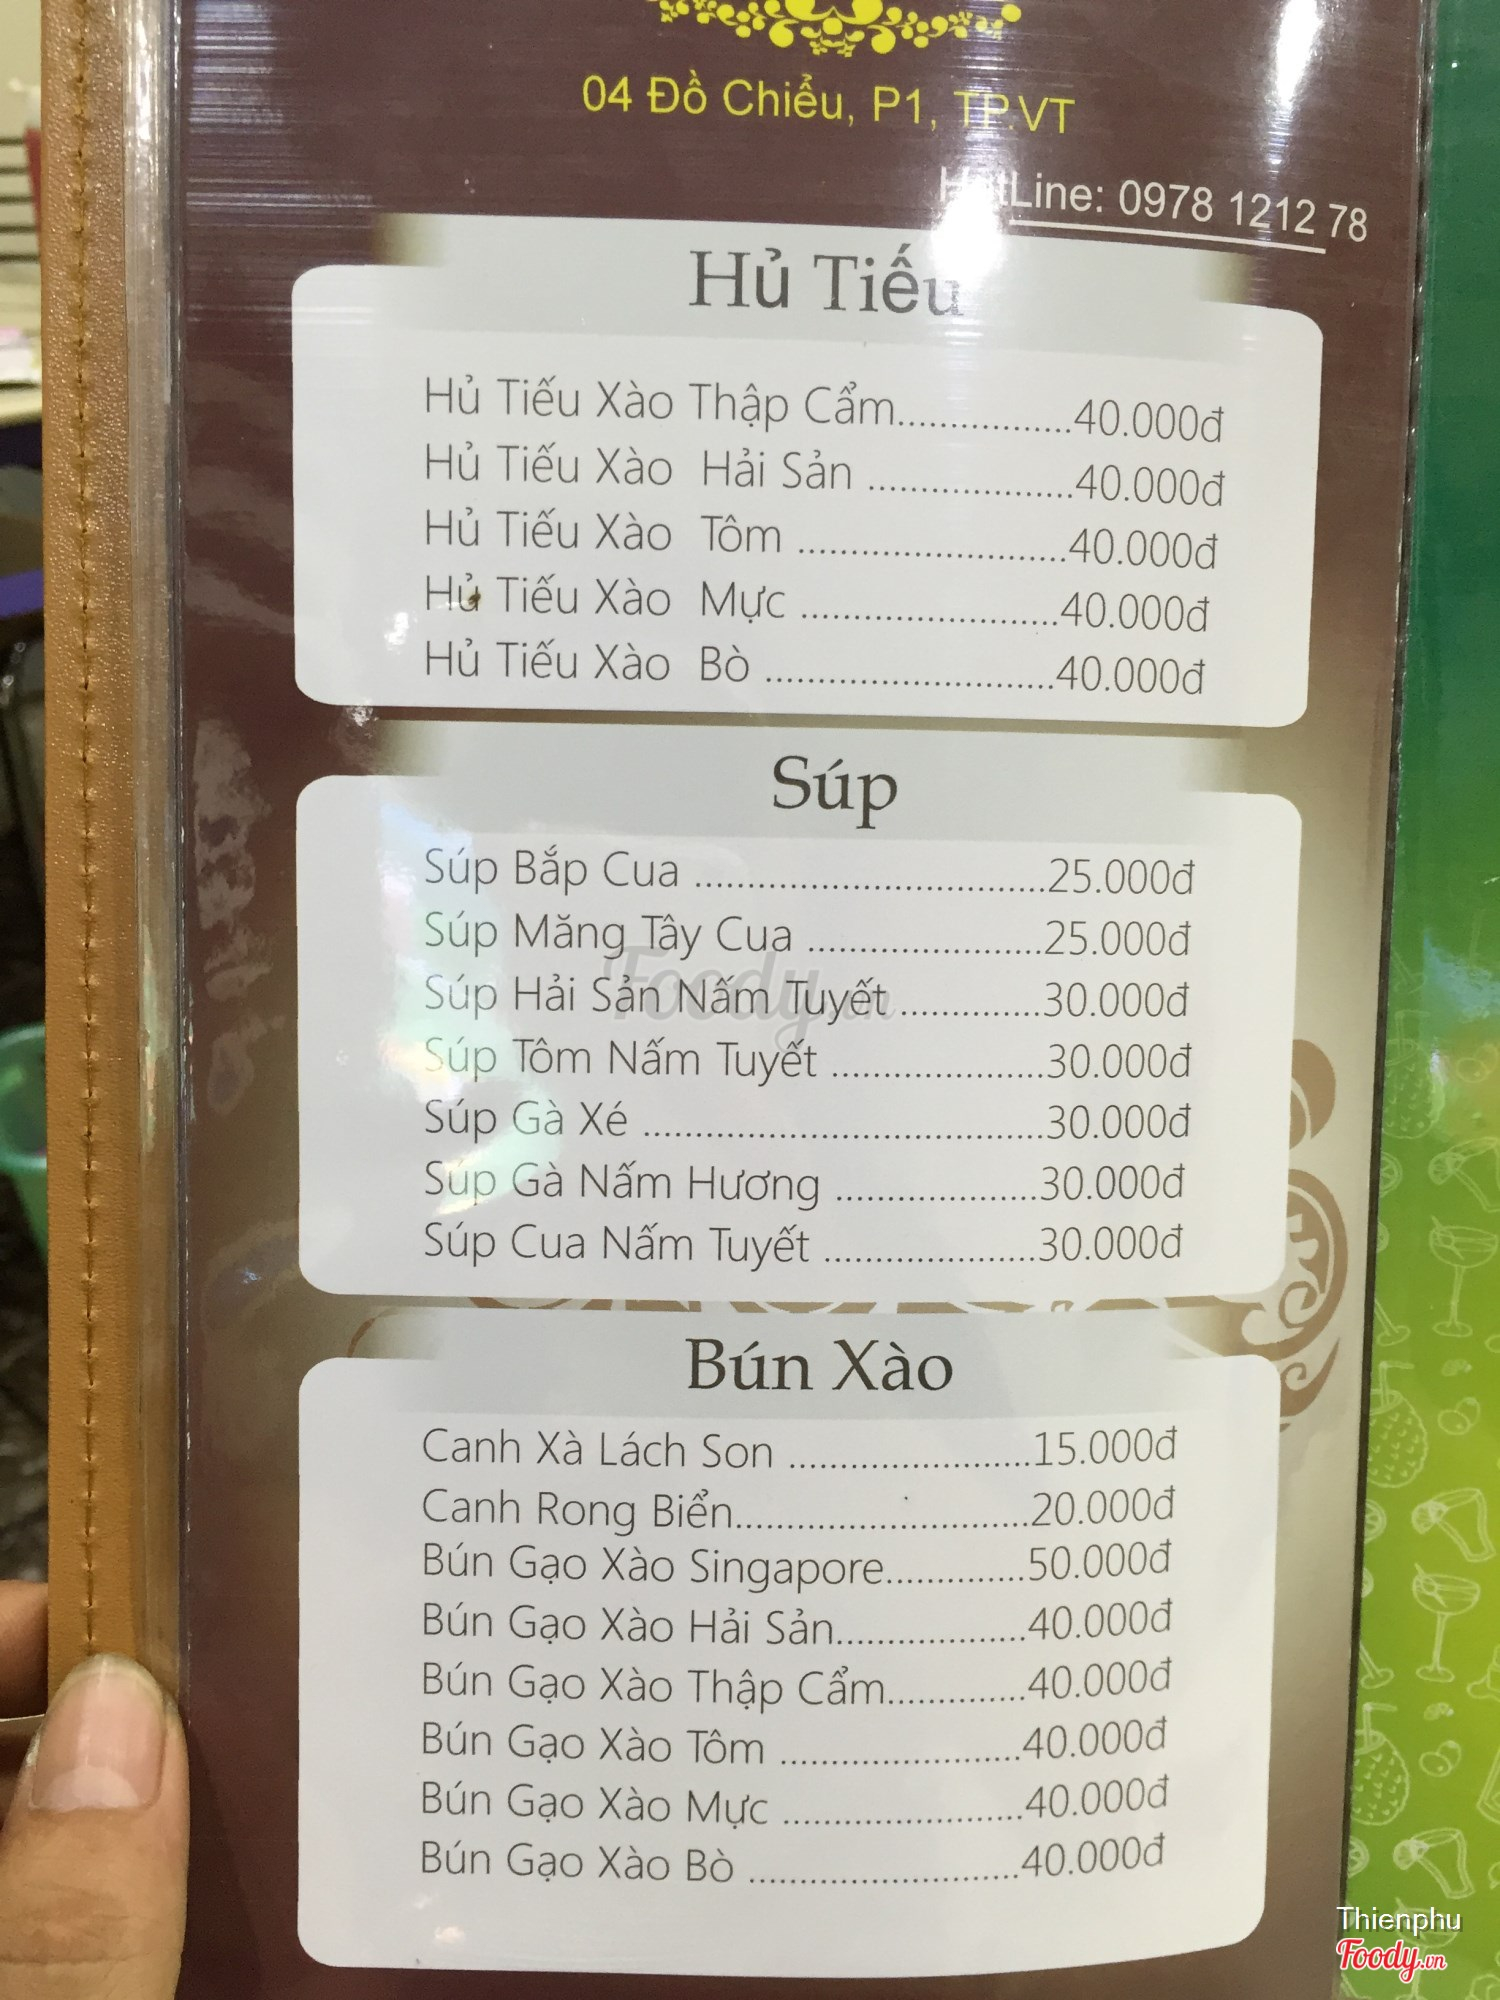 04 Đồ Chiểu, P1, TP.VT
HotLine: 0978 1212 78
Hủ Tiếu
Hủ Tiếu Xào Thập Cẩm.................40.000đ
Hủ Tiếu Xào Hải Sản .....................40.000đ
Hủ Tiếu Xào Tôm ...........................40.000đ
Hủ Tiếu Xào Mực ..........................40.000đ
Hủ Tiếu Xào Bò .............................40.000đ
Súp
Súp Bắp Cua ..................................25.000đ
Súp Măng Tây Cua .......................25.000đ
Súp Hải Sản Nấm Tuyết ..............30.000đ
Súp Tôm Nấm Tuyết .....................30.000đ
Súp Gà Xé .......................................30.000đ
Súp Gà Nấm Hương ....................30.000đ
Súp Cua Nấm Tuyết .....................30.000đ
Foody.vn
Bún Xào
Canh Xà Lách Son ........................15.000đ
Canh Rong Biển.............................20.000đ
Bún Gạo Xào Singapore..............50.000đ
Bún Gạo Xào Hải Sản...................40.000đ
Bún Gạo Xào Thập Cẩm..............40.000đ
Bún Gạo Xào Tôm ........................40.000đ
Bún Gạo Xào Mực ........................40.000đ
Bún Gạo Xào Bò ...........................40.000đ
Thienphu
Foody.vn